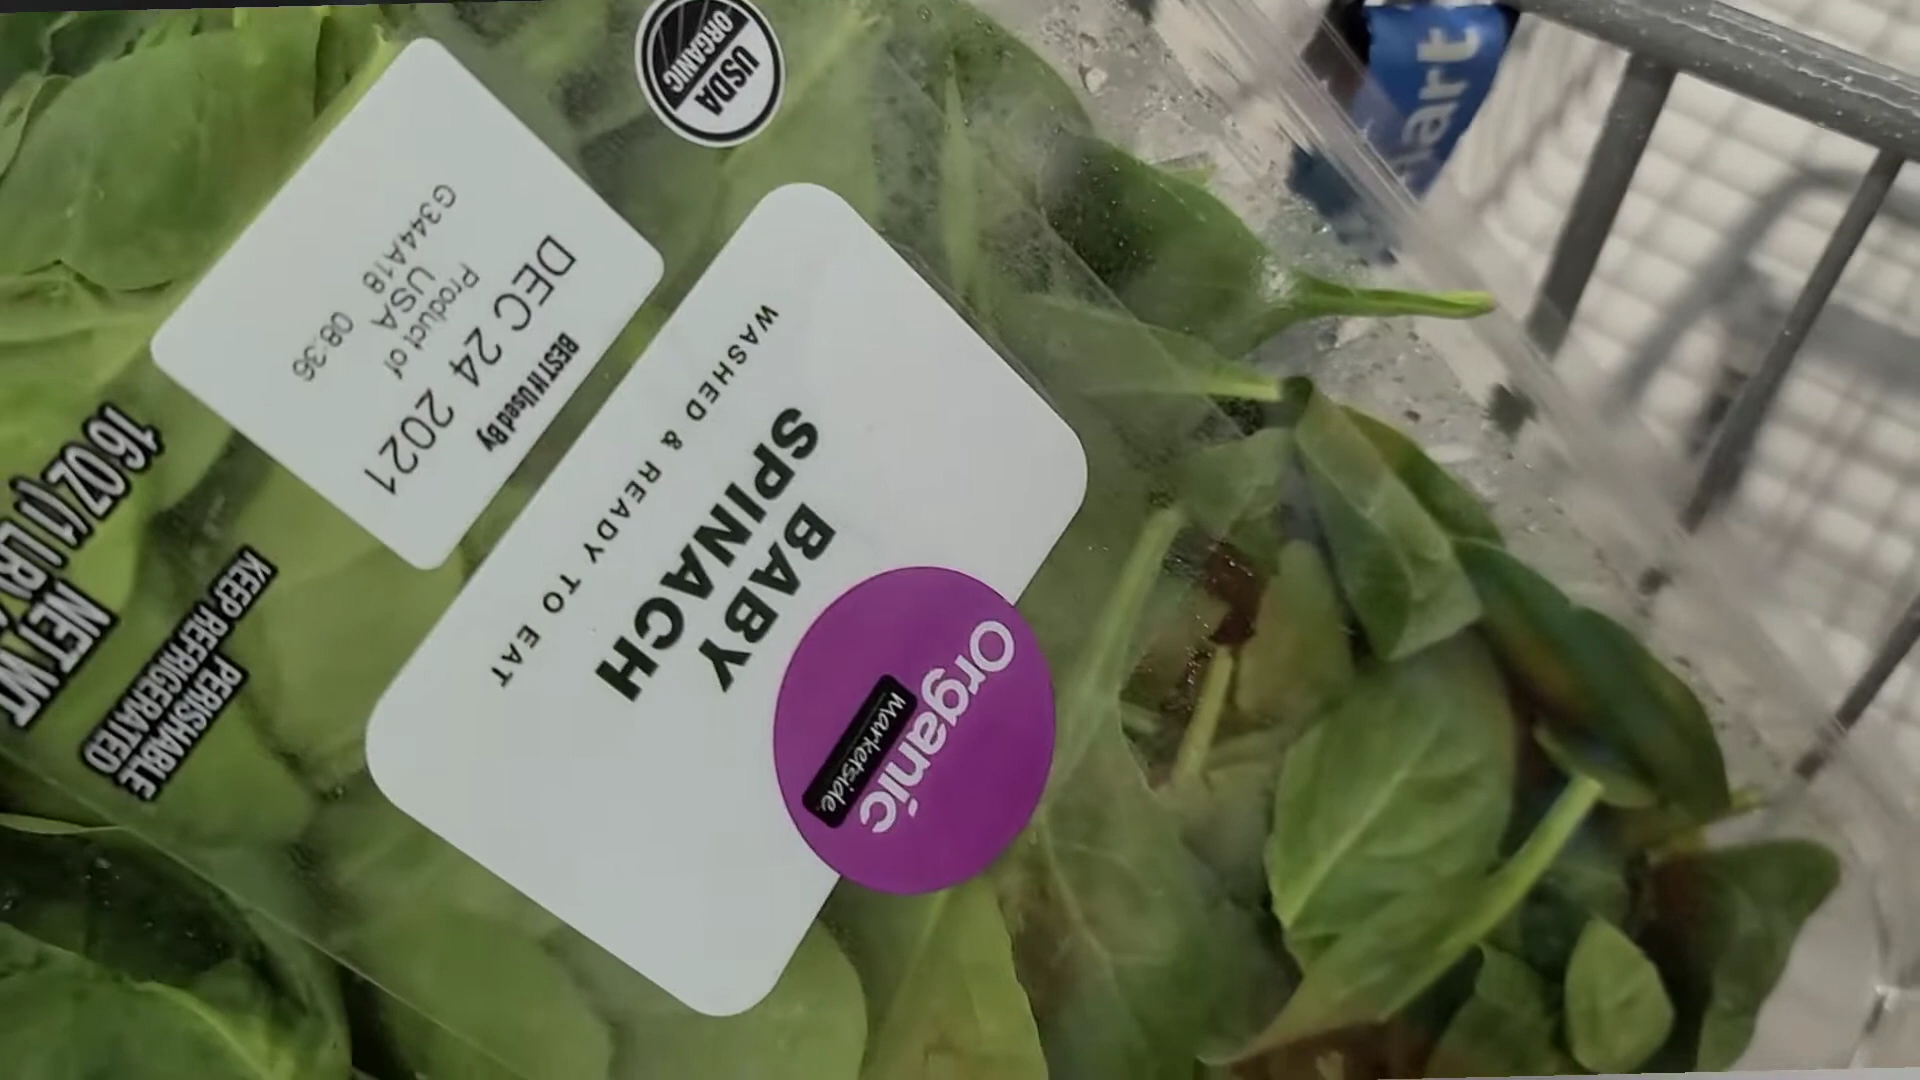 USDA
ORGANIC
BEST If Used By
DEC 24 2021
Product of
USA
G344A18 08:36
Organic
Marketside.
BABY
SPINACH
WASHED & READY TO EAT
NET WT
16 OZ (1 LB)
PERISHABLE
KEEP REFRIGERATED
art